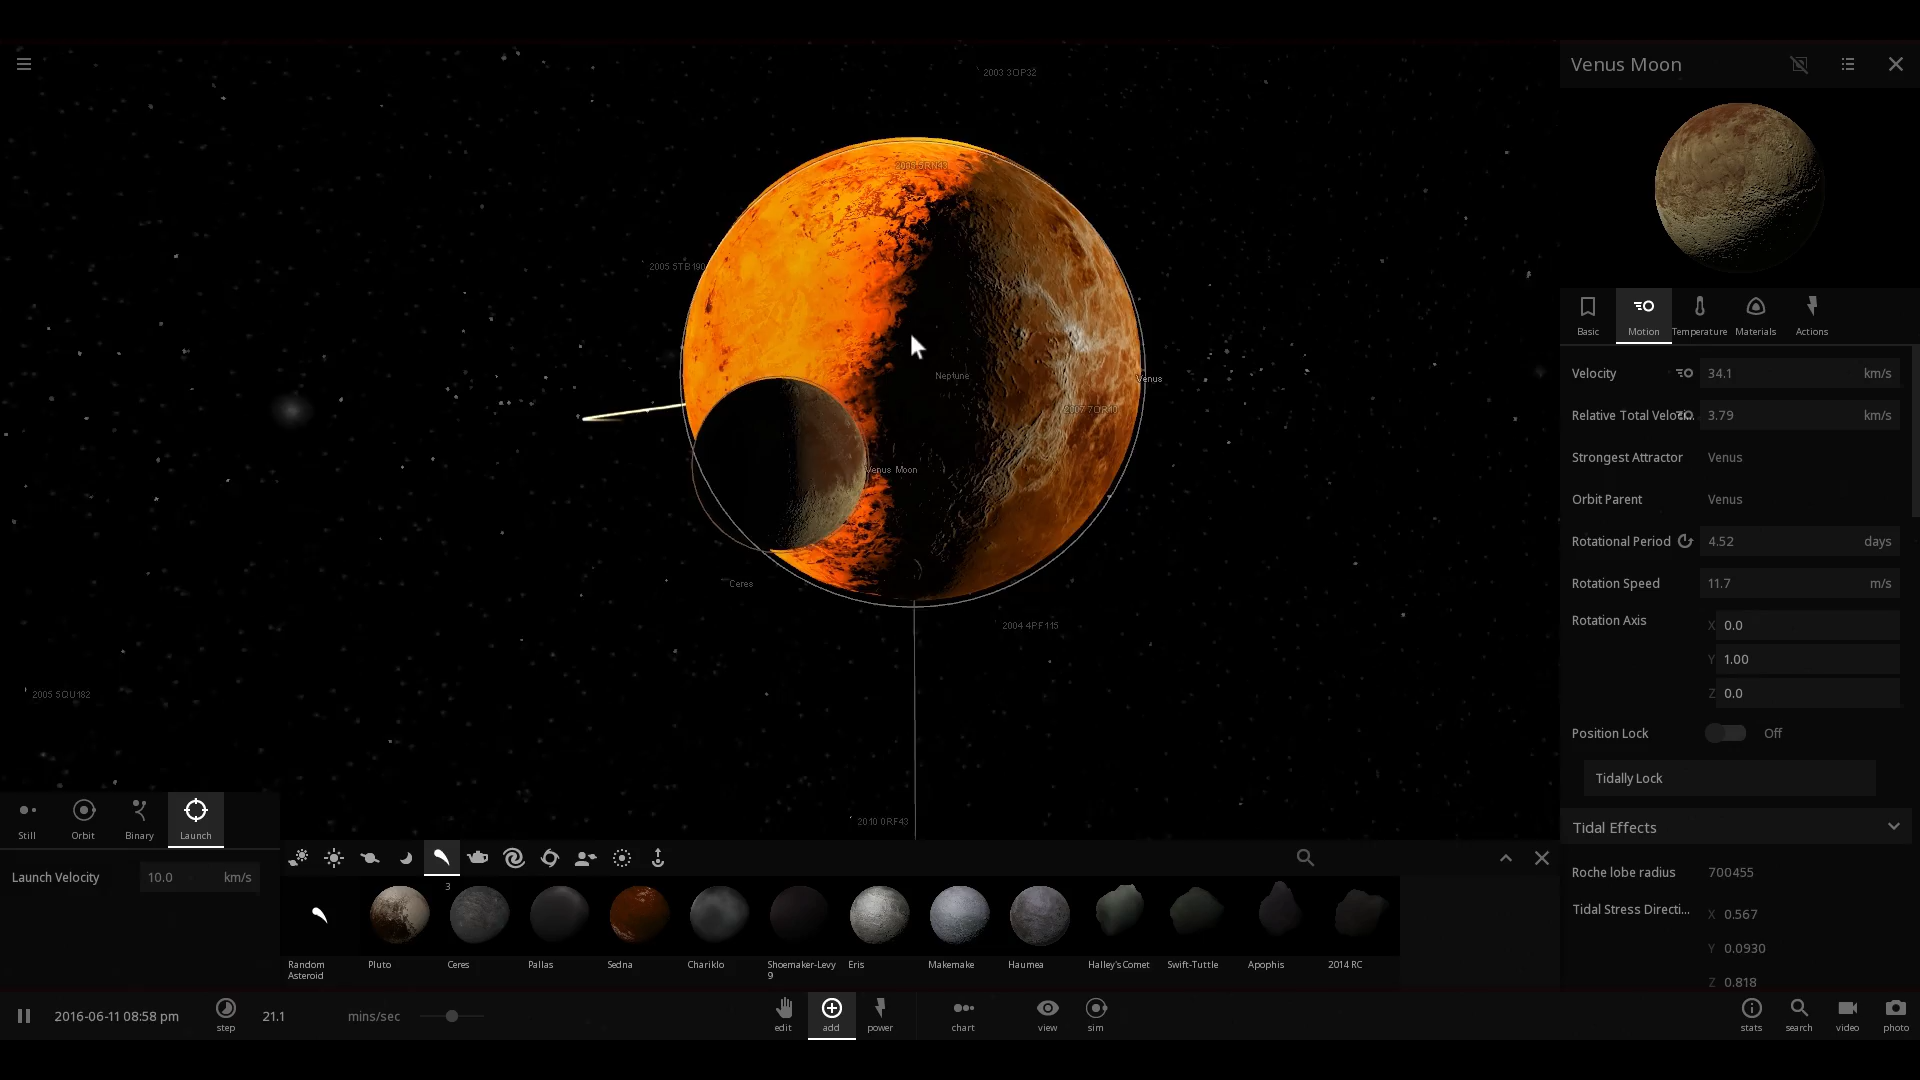 Venus Moon
2003 3OP32
2005 5TB190
Neptune
Venus
Venus Moon
Ceres
2004 4PF115
2005 5QU182
2010 0RF43
Basic
Motion
Temperature
Materials
Actions
Velocity 34.1 km/s
Relative Total Veloci... 3.79 km/s
Strongest Attractor Venus
Orbit Parent Venus
Rotational Period 4.52 days
Rotation Speed 11.7 m/s
Rotation Axis X 0.0
Y 1.00
Z 0.0
Position Lock Off
Tidally Lock
Tidal Effects
Roche lobe radius 700455
Tidal Stress Directi... X 0.567
Y 0.0930
Z 0.818
Still
Orbit
Binary
Launch
Launch Velocity 10.0 km/s
3
Random
Asteroid
Pluto
Ceres
Pallas
Sedna
Chariklo
Shoemaker-Levy
9
Eris
Makemake
Haumea
Halley's Comet
Swift-Tuttle
Apophis
2014 RC
2016-06-11 08:58 pm
step
21.1 mins/sec
edit
add
power
chart
view
sim
stats
search
video
photo